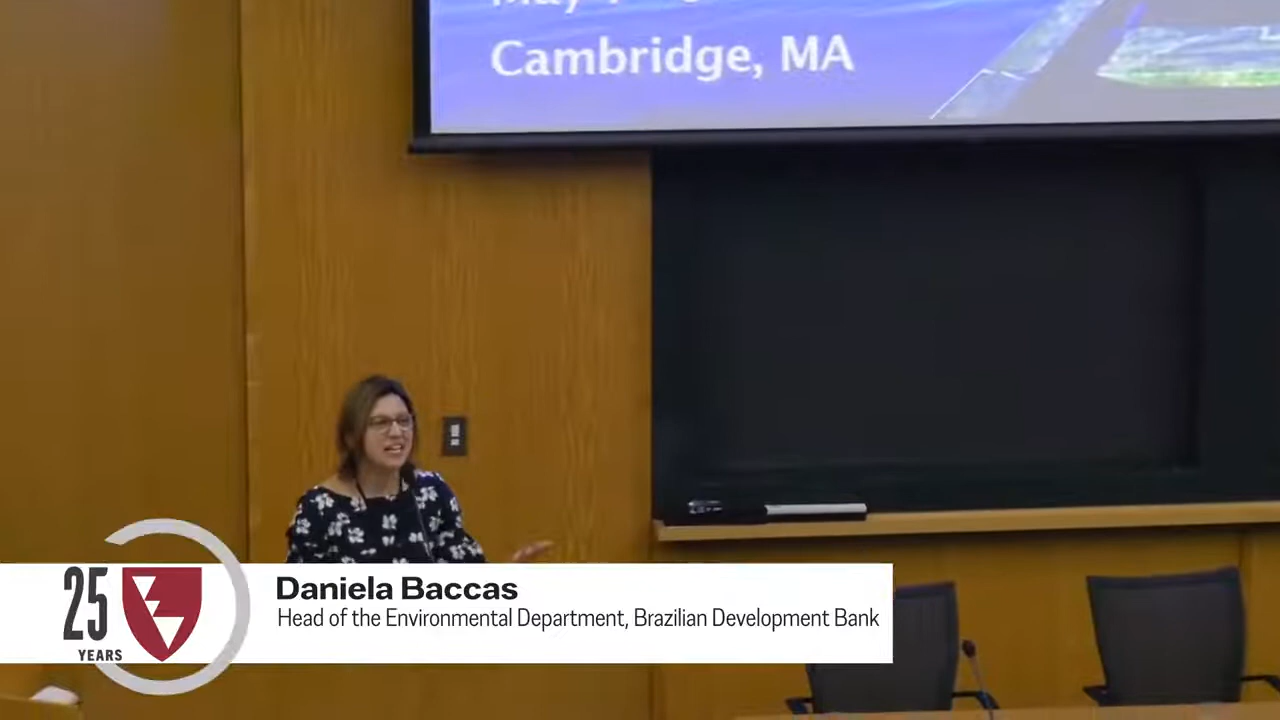 Cambridge, MA
25
YEARS
Daniela Baccas
Head of the Environmental Department, Brazilian Development Bank